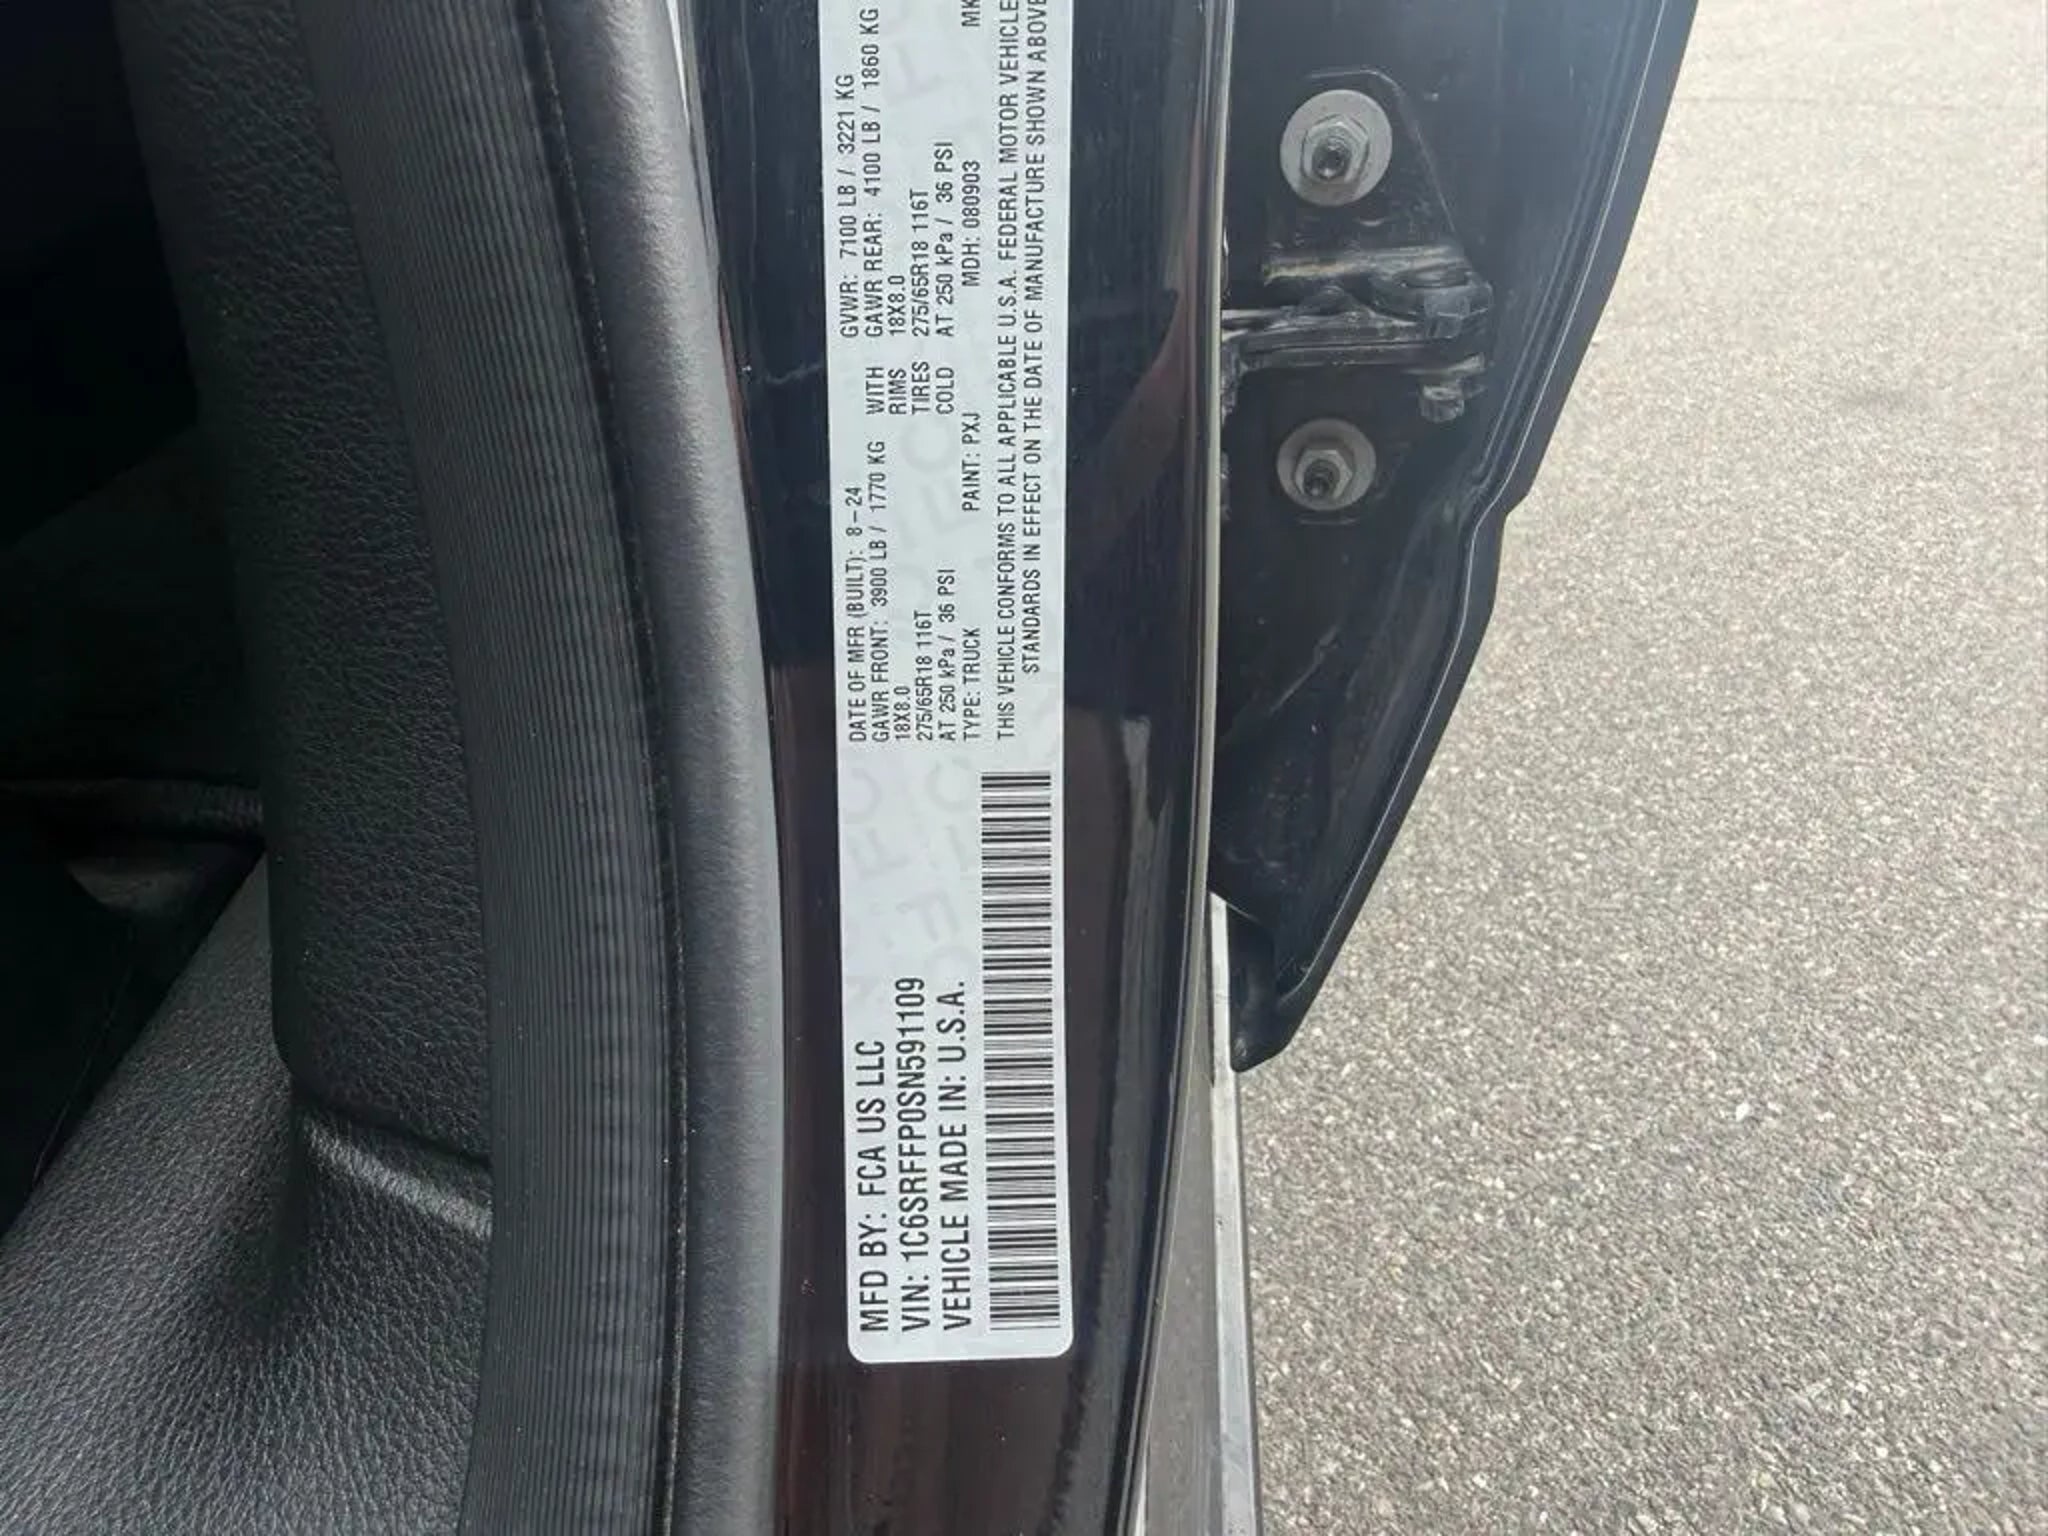 MFD BY: FCA US LLC
VIN: 1C6SRFFP0SN591109
VEHICLE MADE IN: U.S.A.
DATE OF MFR (BUILT): 8-24 GVWR: 7100 LB / 3221 KG
GAWR FRONT: 3900 LB / 1770 KG WITH GAWR REAR: 4100 LB / 1860 KG
18X8.0 RIMS 18X8.0
275/65R18 116T TIRES 275/65R18 116T
AT 250 kPa / 36 PSI COLD AT 250 kPa / 36 PSI
TYPE: TRUCK PAINT: PXJ MDH: 080903 MK
THIS VEHICLE CONFORMS TO ALL APPLICABLE U.S.A. FEDERAL MOTOR VEHICLE
STANDARDS IN EFFECT ON THE DATE OF MANUFACTURE SHOWN ABOVE